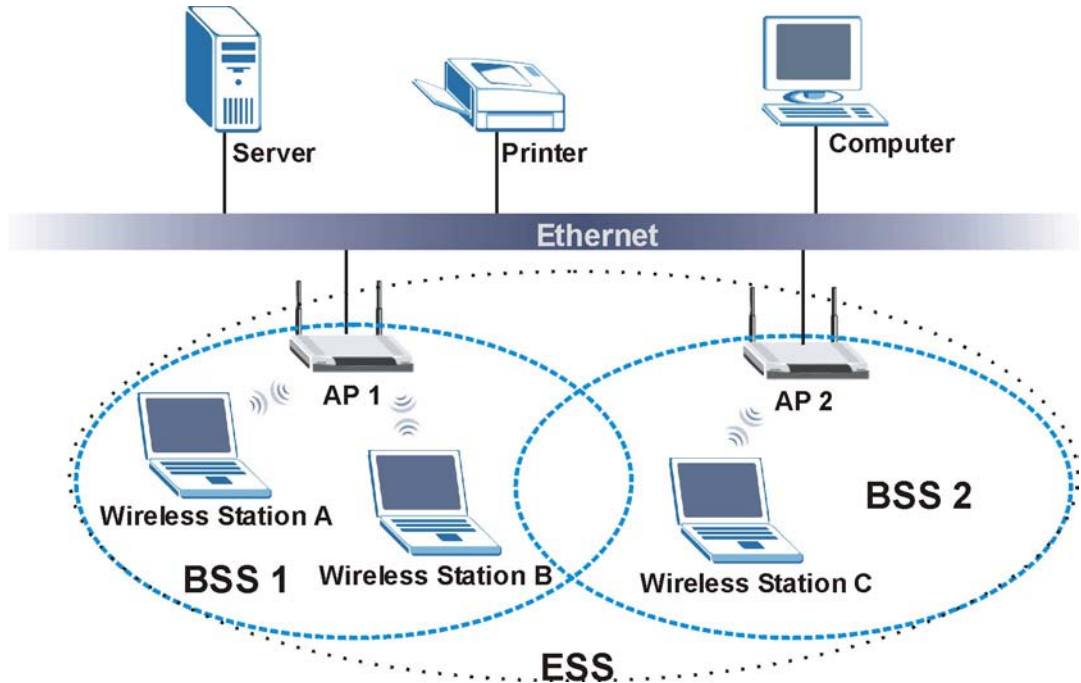 Server
Printer
Computer
Ethernet
AP 1
AP 2
Wireless Station A
Wireless Station B
Wireless Station C
BSS 1
BSS 2
ESS